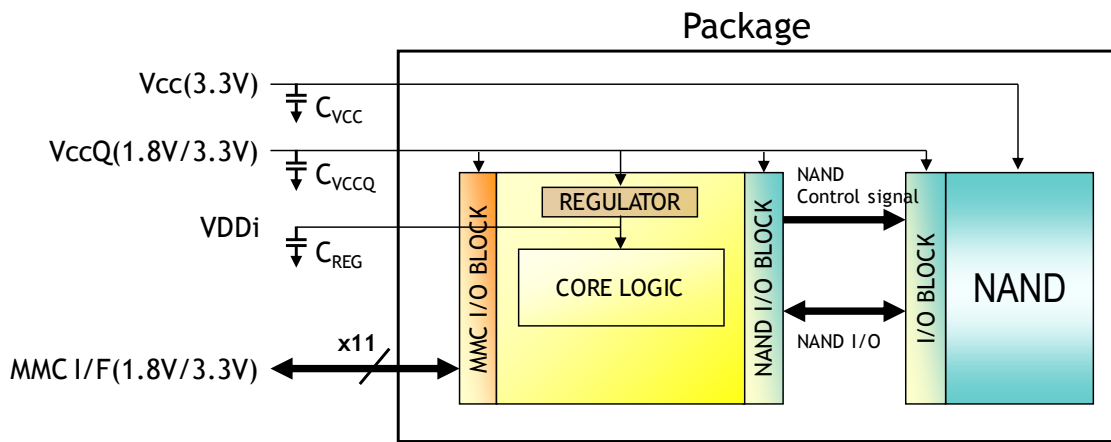 Package
Vcc(3.3V)
CVCC
VccQ(1.8V/3.3V)
CVCCQ
NAND
Control signal
REGULATOR
VDDi
CREG
CORE LOGIC
MMC I/O BLOCK
NAND I/O BLOCK
I/O BLOCK
NAND
NAND I/O
x11
MMC I/F(1.8V/3.3V)